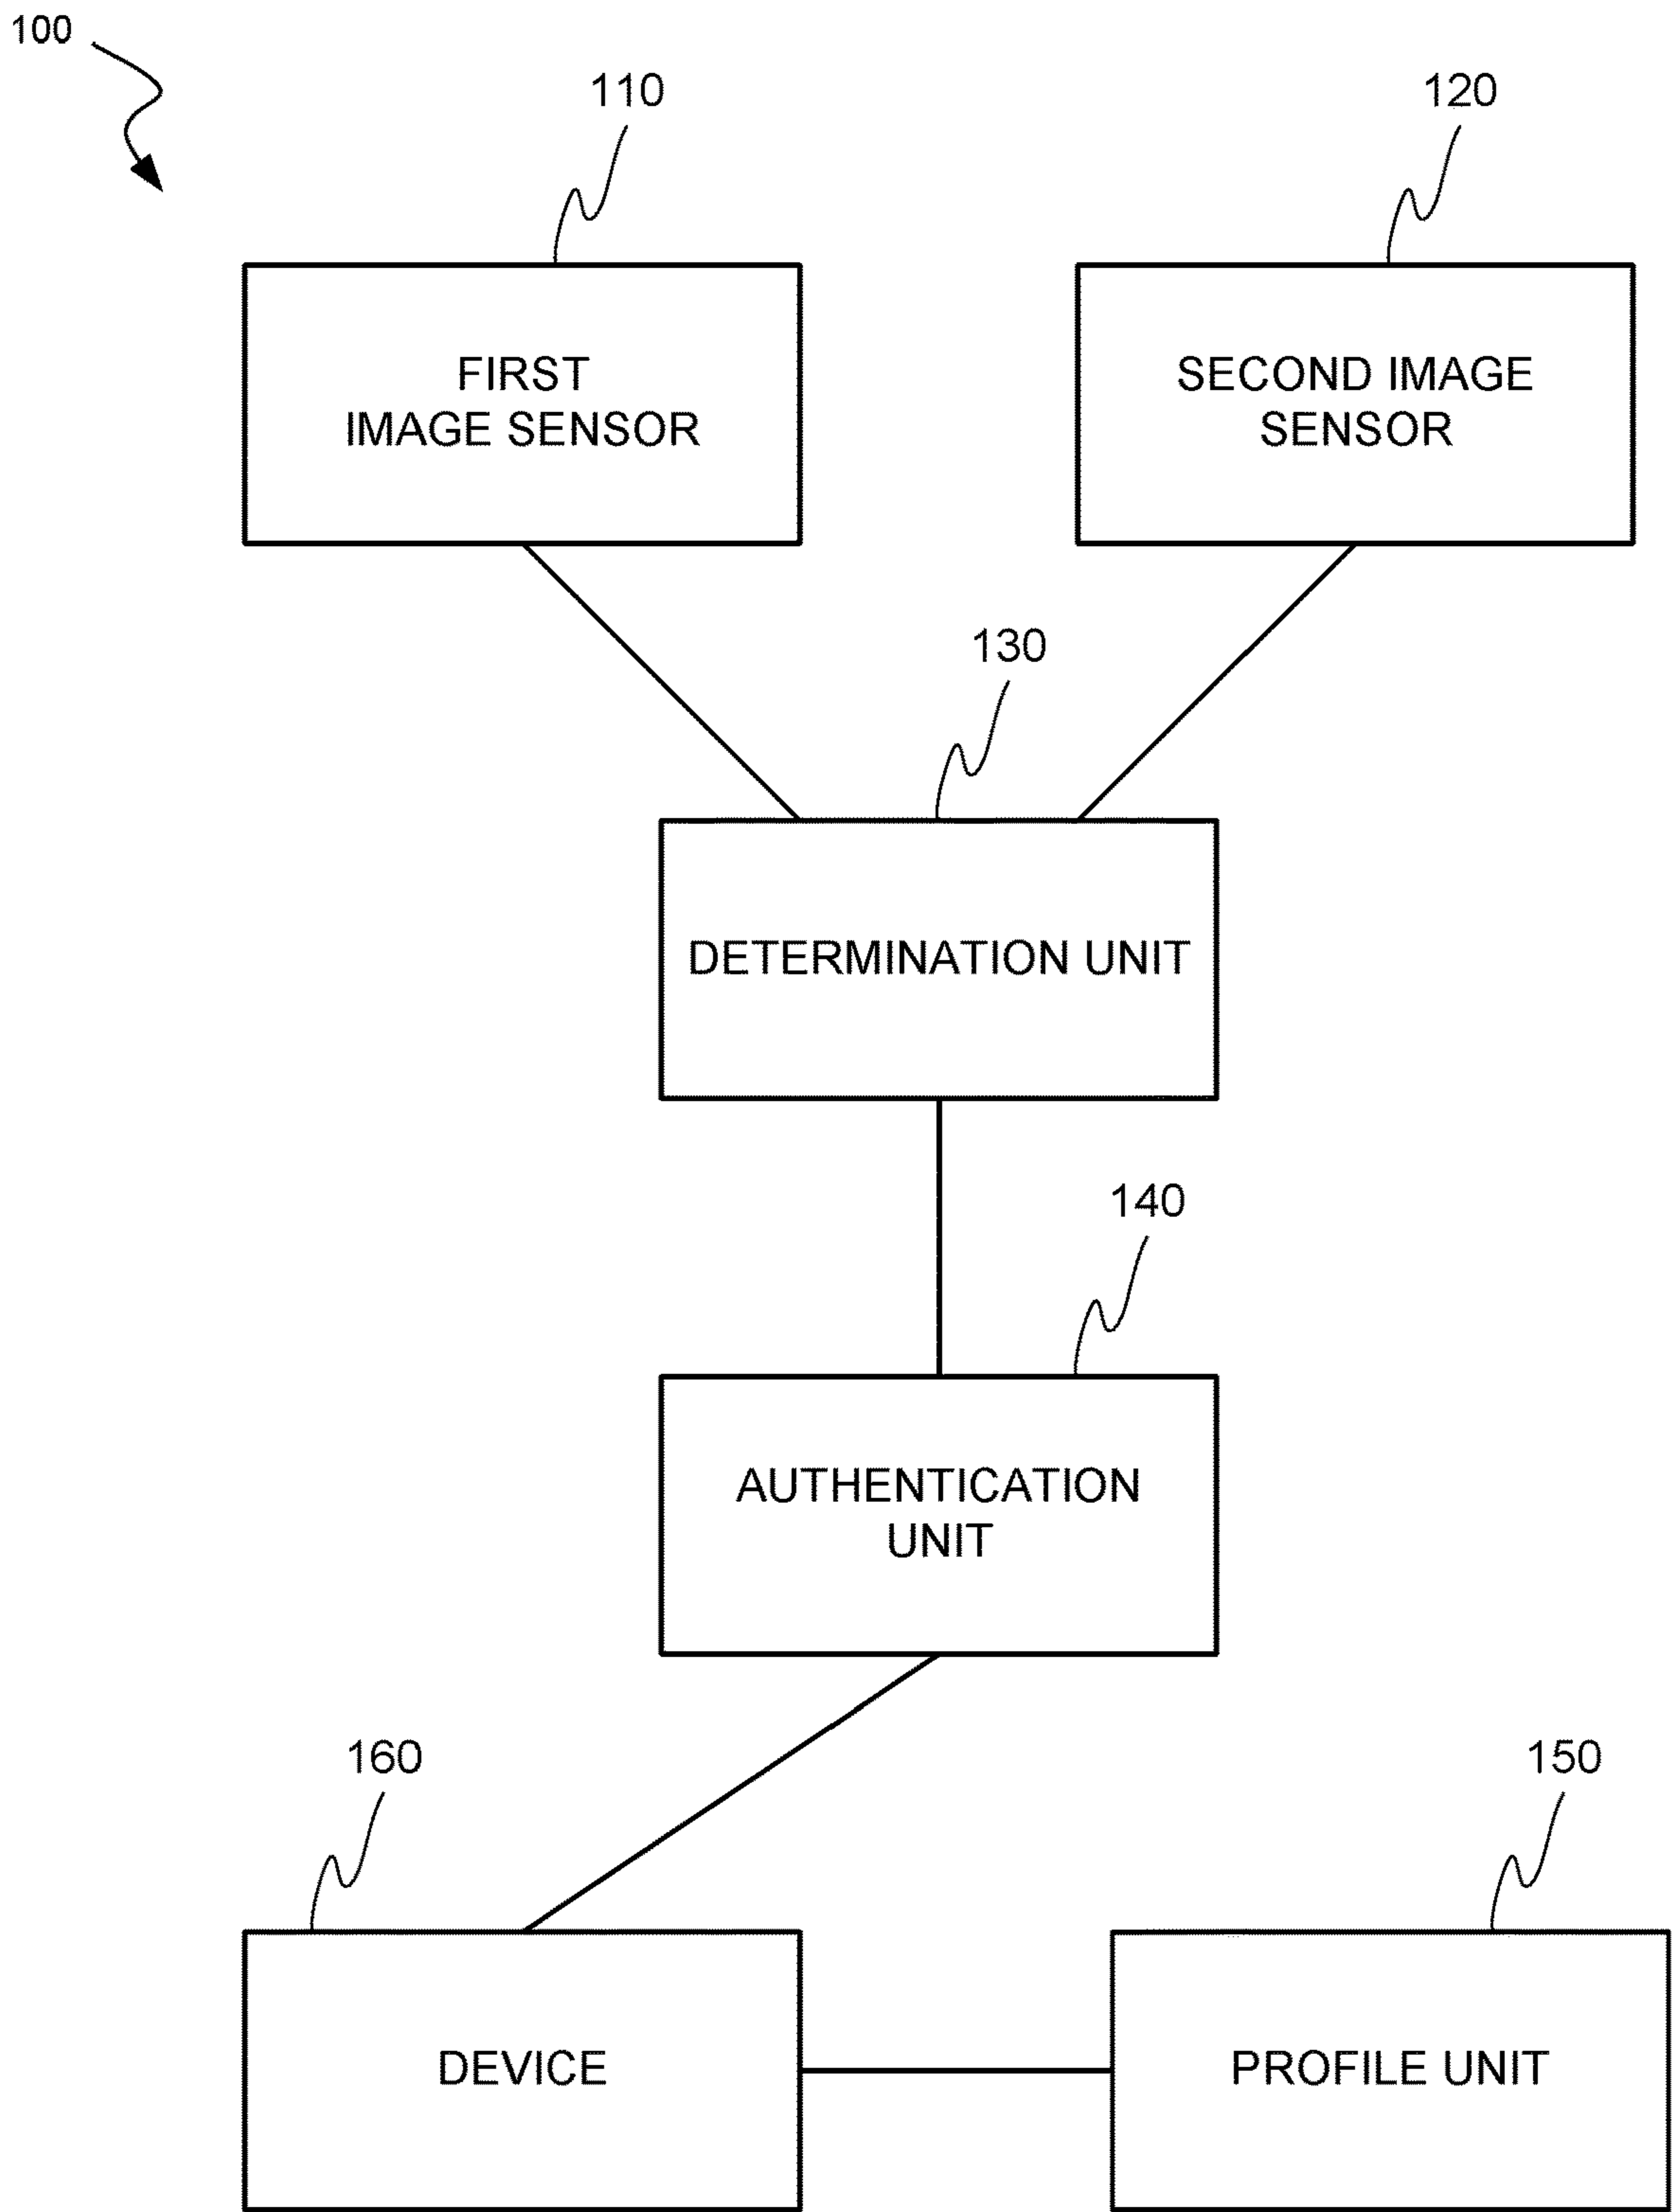 100
110
120
FIRST
IMAGE SENSOR
SECOND IMAGE
SENSOR
130
DETERMINATION UNIT
140
AUTHENTICATION
UNIT
160
150
DEVICE
PROFILE UNIT